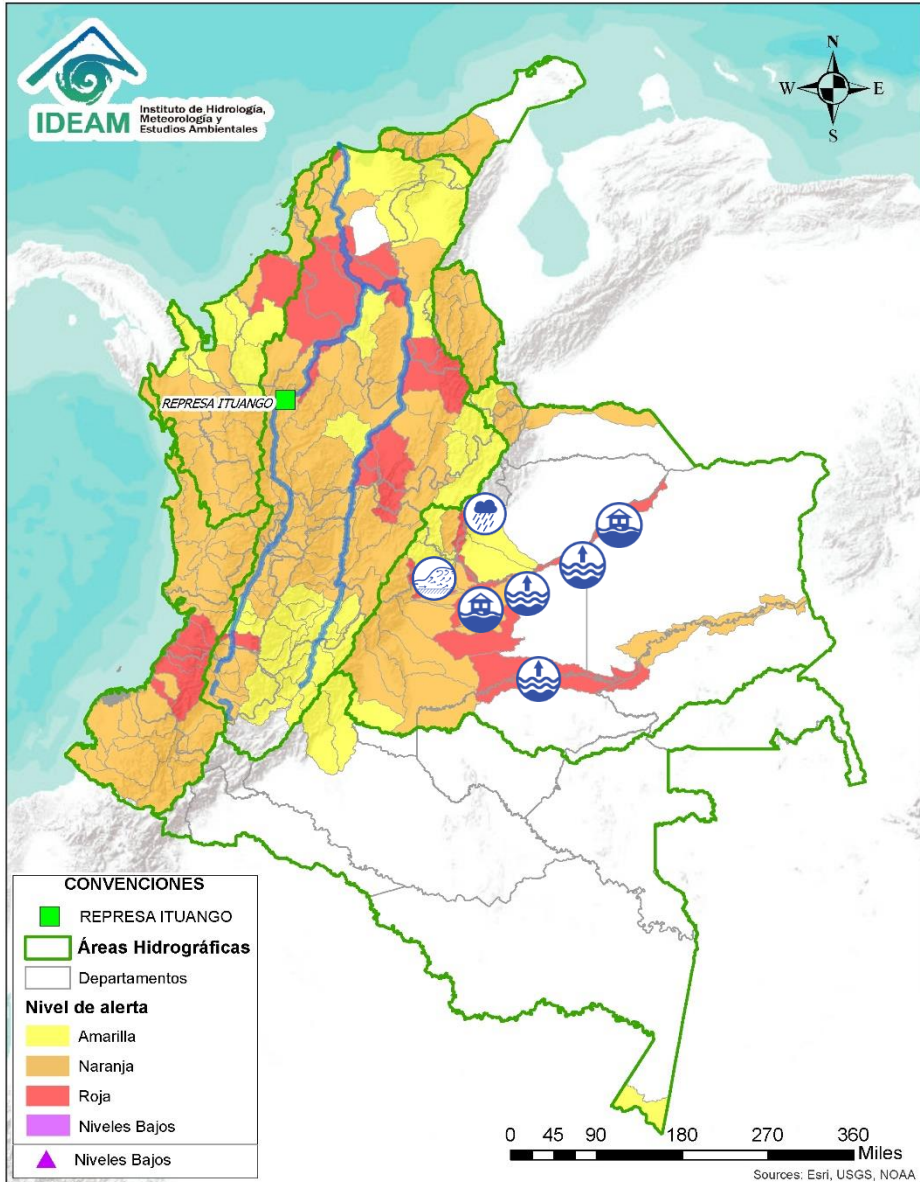 IDEAM
Instituto de Hidrología,
Meteorología y
Estudios Ambientales
N
W
E
S
REPRESA ITUANGO
CONVENCIONES
REPRESA ITUANGO
Áreas Hidrográficas
Departamentos
Nivel de alerta
Amarilla
Naranja
Roja
Niveles Bajos
Niveles Bajos
0 45 90 180 270 360
Miles
Sources: Esri, USGS, NOAA